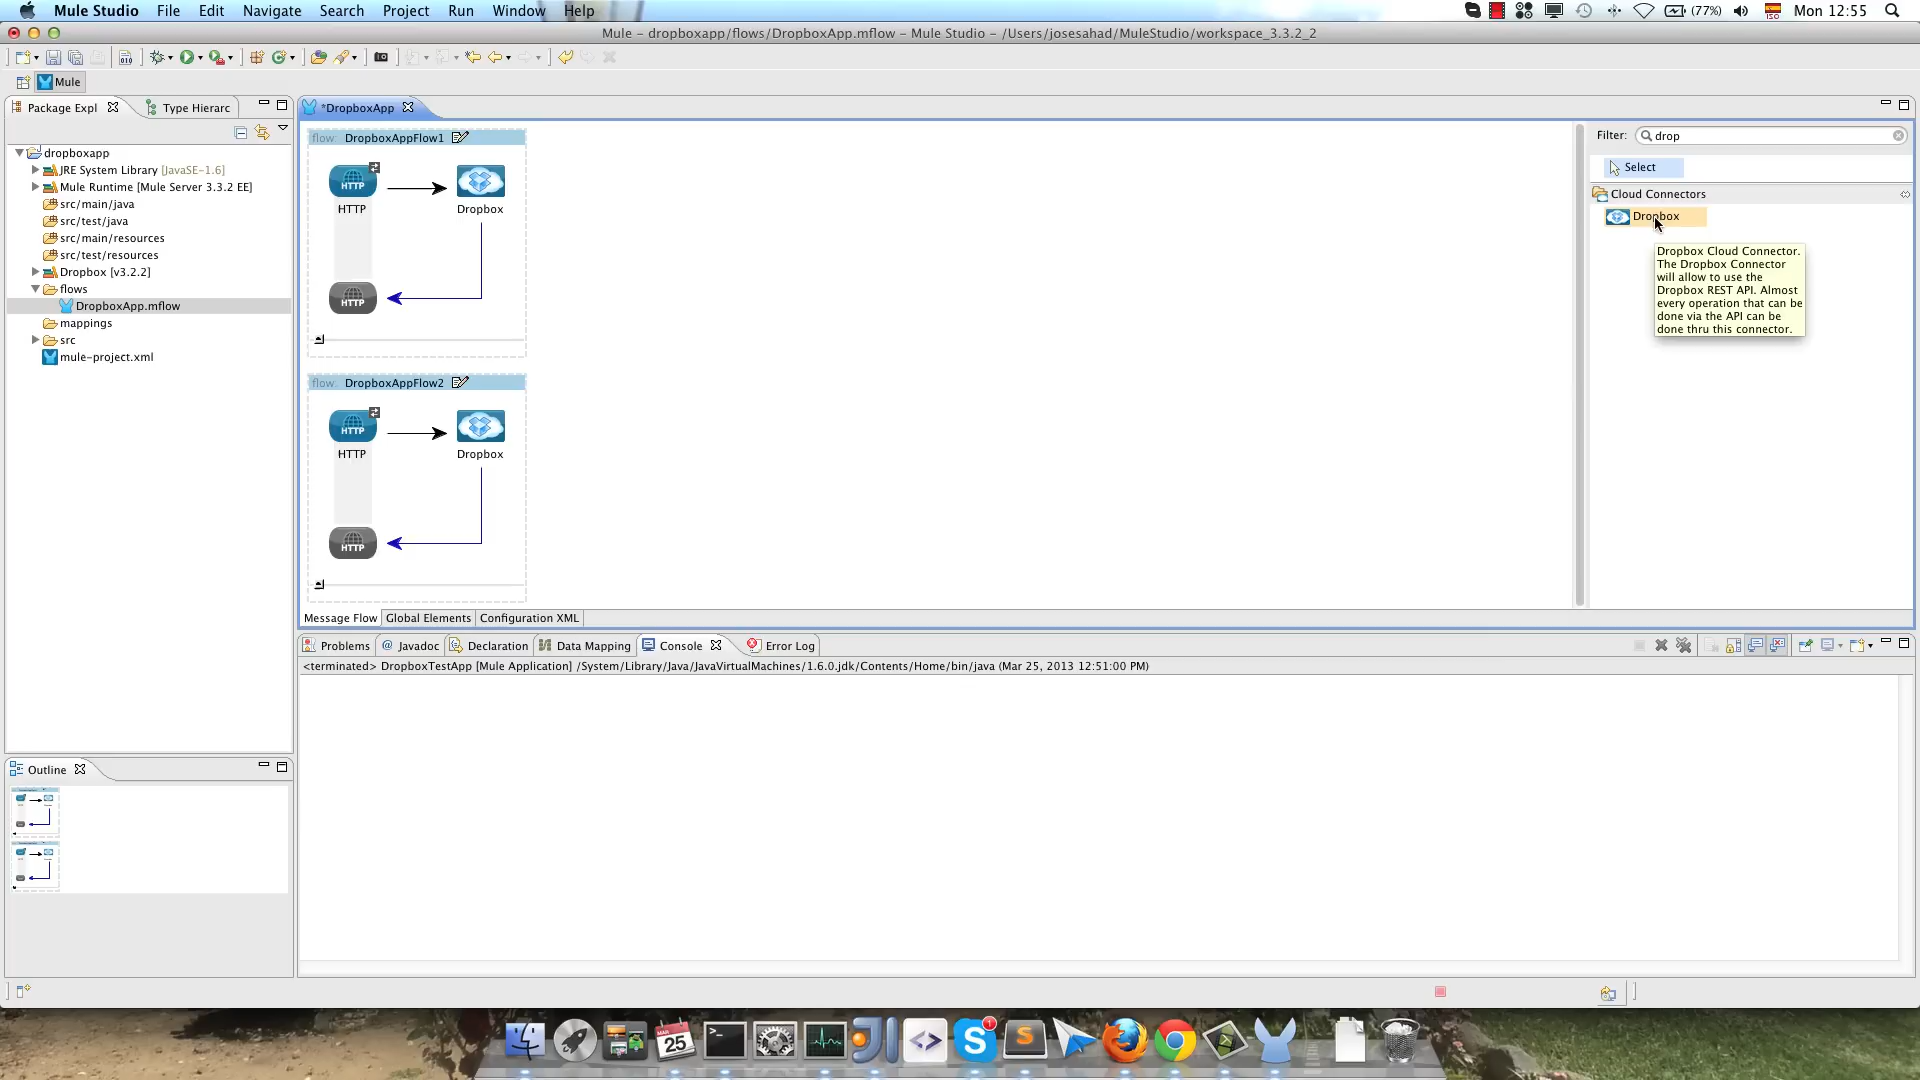 Mule Studio File Edit Navigate Search Project Run Window Help
(77%) ISO Mon 12:55
Mule – dropboxapp/flows/DropboxApp.mflow – Mule Studio – /Users/josesahad/MuleStudio/workspace_3.3.2_2
Mule
Package Expl
Type Hierarc
dropboxapp
JRE System Library [JavaSE-1.6]
Mule Runtime [Mule Server 3.3.2 EE]
src/main/java
src/test/java
src/main/resources
src/test/resources
Dropbox [v3.2.2]
flows
DropboxApp.mflow
mappings
src
mule-project.xml
*DropboxApp
flow: DropboxAppFlow1
HTTP
HTTP
Dropbox
HTTP
flow: DropboxAppFlow2
HTTP
HTTP
Dropbox
HTTP
Message Flow Global Elements Configuration XML
Filter: drop
Select
Cloud Connectors
Dropbox
Dropbox Cloud Connector.
The Dropbox Connector
will allow to use the
Dropbox REST API. Almost
every operation that can be
done via the API can be
done thru this connector.
Problems @ Javadoc Declaration Data Mapping Console Error Log
<terminated> DropboxTestApp [Mule Application] /System/Library/Java/JavaVirtualMachines/1.6.0.jdk/Contents/Home/bin/java (Mar 25, 2013 12:51:00 PM)
Outline
MAR
25
1